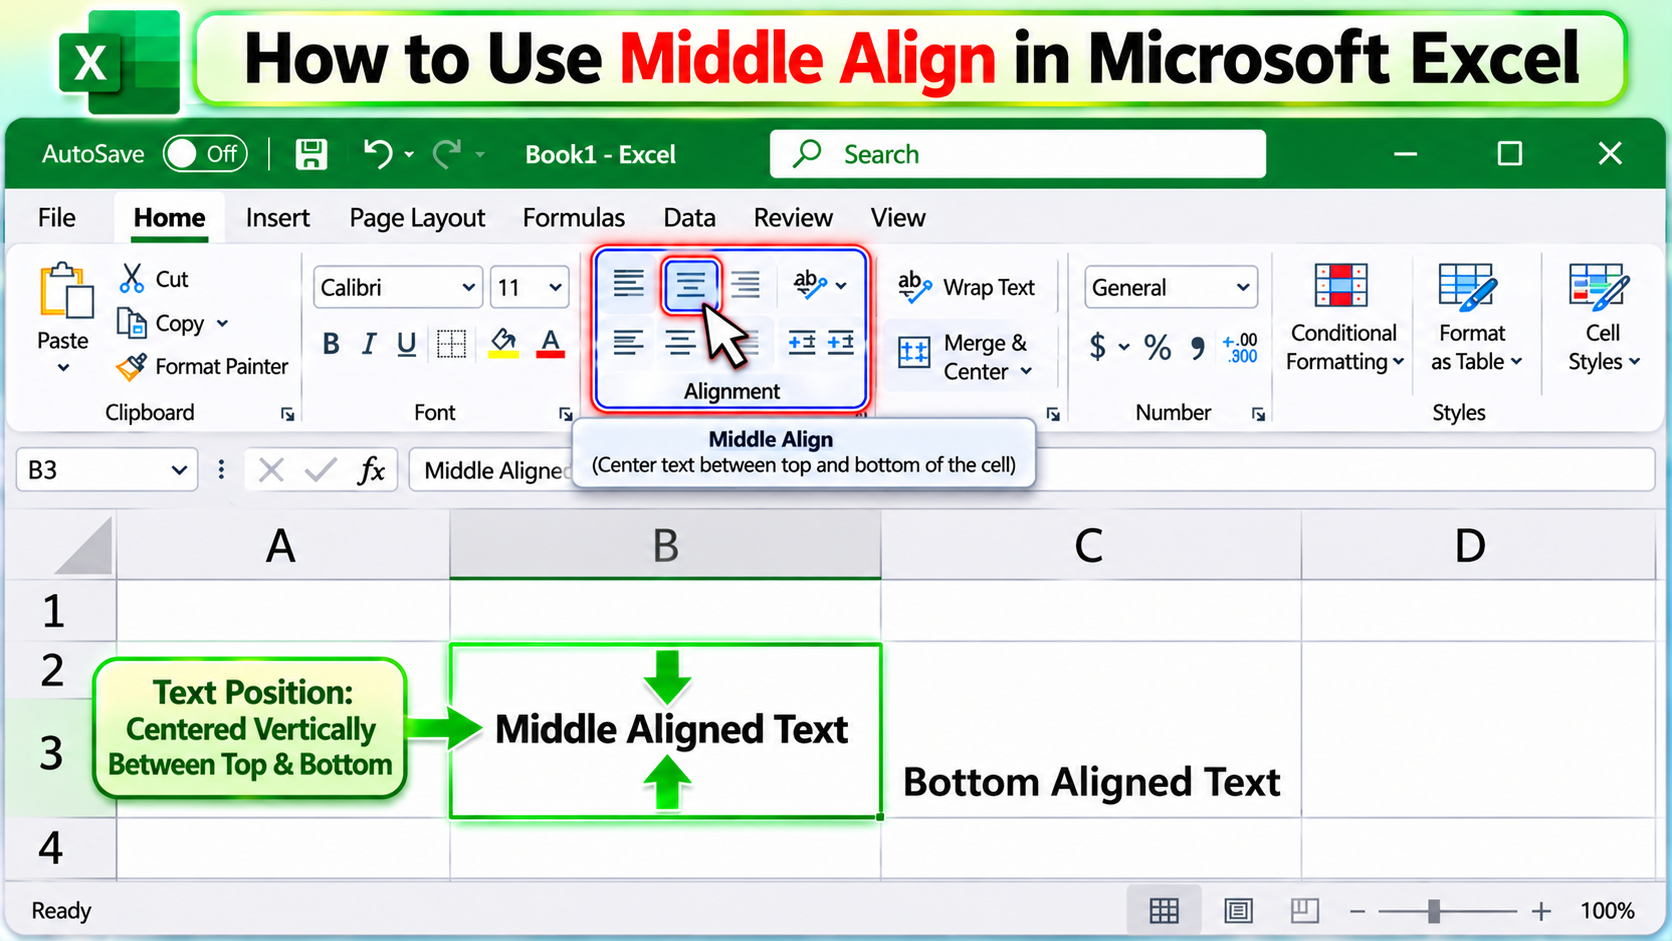 X
How to Use Middle Align in Microsoft Excel
AutoSave Off Book1 - Excel Search
File Home Insert Page Layout Formulas Data Review View
Paste
Cut
Copy
Format Painter
Clipboard
Calibri 11
B I U A
Font
ab
Alignment
ab Wrap Text
Merge &
Center
General
$ % , +.00
.300
Number
Conditional
Formatting
Format
as Table
Cell
Styles
Styles
Middle Align
(Center text between top and bottom of the cell)
B3 fx Middle Aligned
A B C D
1
2
3
4
Text Position:
Centered Vertically
Between Top & Bottom
Middle Aligned Text
Bottom Aligned Text
Ready 100%